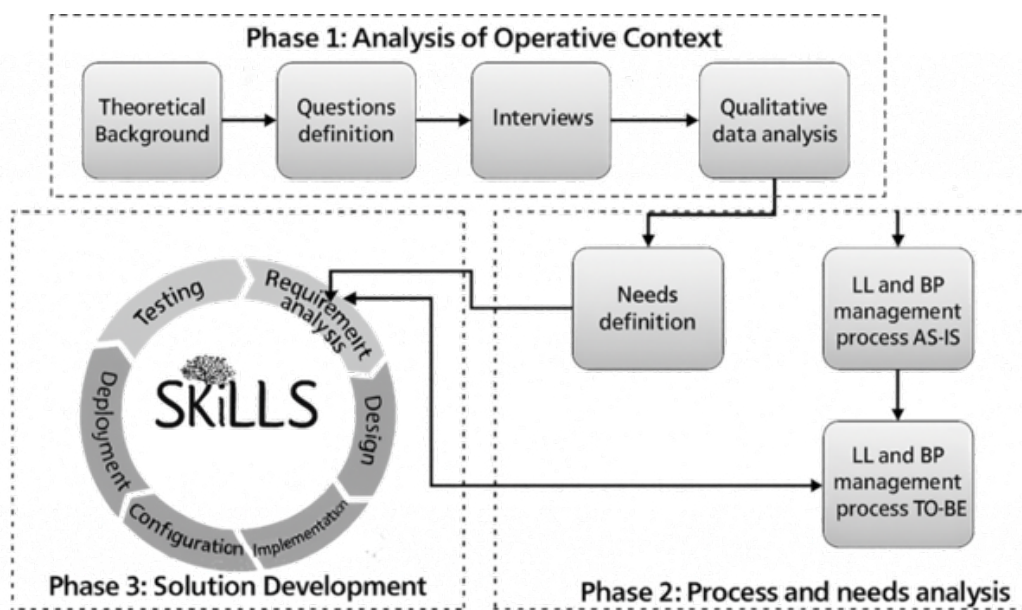 Phase 1: Analysis of Operative Context
Theoretical
Background
Questions
definition
Interviews
Qualitative
data analysis
Needs
definition
LL and BP
management
process AS-IS
LL and BP
management
process TO-BE
Requiremeirt
analysis
Design
Implementation
Configuration
Deployment
Testing
SKiLLS
Phase 3: Solution Development
Phase 2: Process and needs analysis